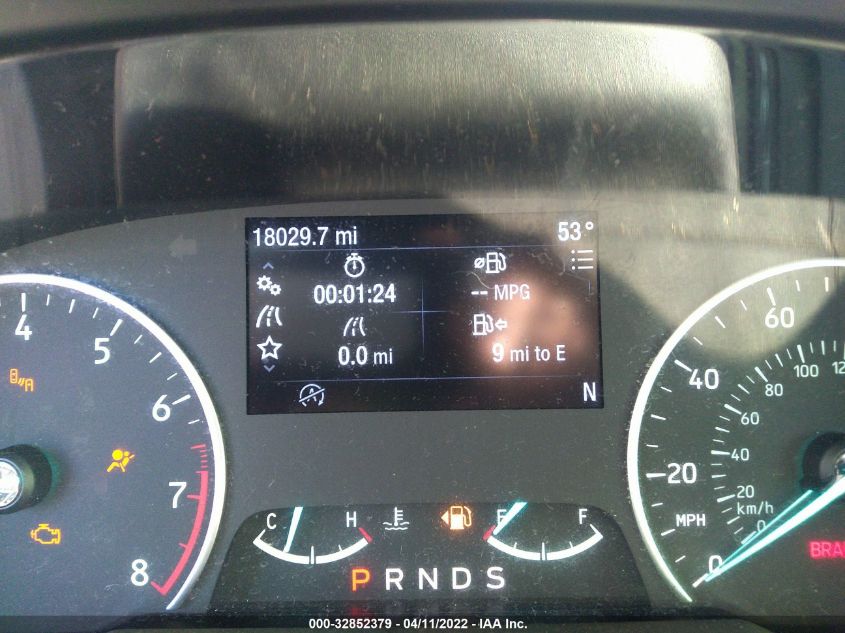 18029.7 mi 53°
00:01:24 -- MPG
0.0 mi 9 mi to E
N
4
5
6
7
8
C H E F
P R N D S
60
40
20
MPH
0
100
80
60
40
20
km/h
0
000-32852379 - 04/11/2022 - IAA Inc.